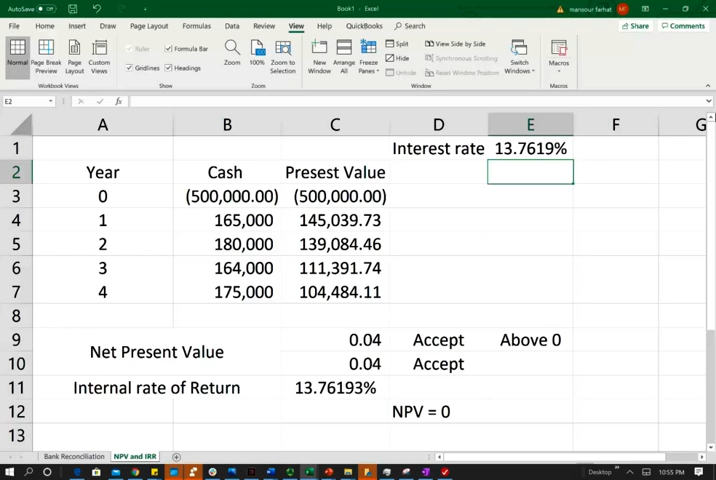 AutoSave Off Book1 - Excel mansour farhat MF
File Home Insert Draw Page Layout Formulas Data Review View Help QuickBooks Search Share Comments
Normal Page Break Preview Page Layout Custom Views Ruler Formula Bar Gridlines Headings Zoom 100% Zoom to Selection New Window Arrange All Freeze Panes Split Hide Unhide View Side by Side Synchronous Scrolling Reset Window Position Switch Windows Macros
Workbook Views Show Zoom Window Macros
E2 fx
A B C D E F G
1 Interest rate 13.7619%
2 Year Cash Presest Value
3 0 (500,000.00) (500,000.00)
4 1 165,000 145,039.73
5 2 180,000 139,084.46
6 3 164,000 111,391.74
7 4 175,000 104,484.11
8
9 Net Present Value 0.04 Accept Above 0
10 0.04 Accept
11 Internal rate of Return 13.76193%
12 NPV = 0
13
Bank Reconciliation NPV and IRR
Desktop 10:55 PM